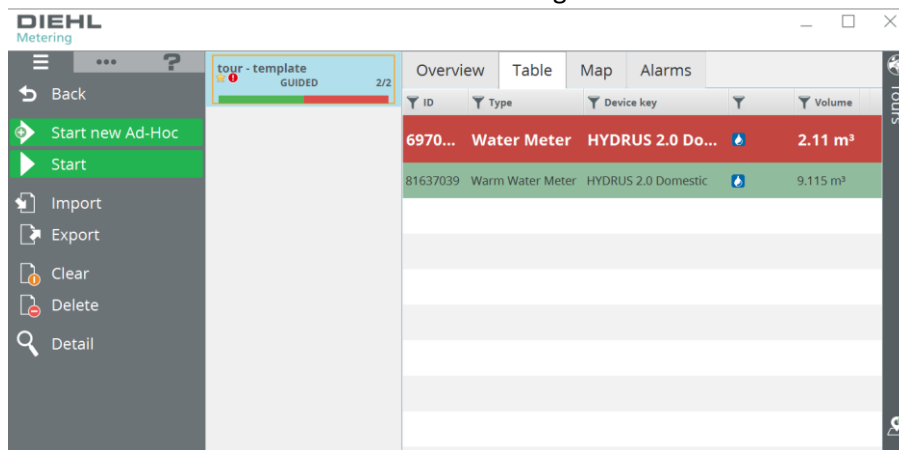 DIEHL
Metering
Back
Start new Ad-Hoc
Start
Import
Export
Clear
Delete
Detail
tour - template
GUIDED 2/2
Overview Table Map Alarms
ID Type Device key Volume
6970... Water Meter HYDRUS 2.0 Do... 2.11 m³
81637039 Warm Water Meter HYDRUS 2.0 Domestic 9.115 m³
Tours